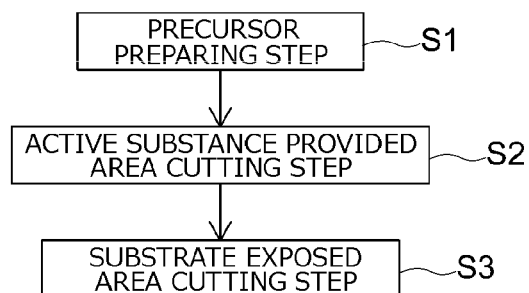 PRECURSOR
PREPARING STEP
S1
ACTIVE SUBSTANCE PROVIDED
AREA CUTTING STEP
S2
SUBSTRATE EXPOSED
AREA CUTTING STEP
S3